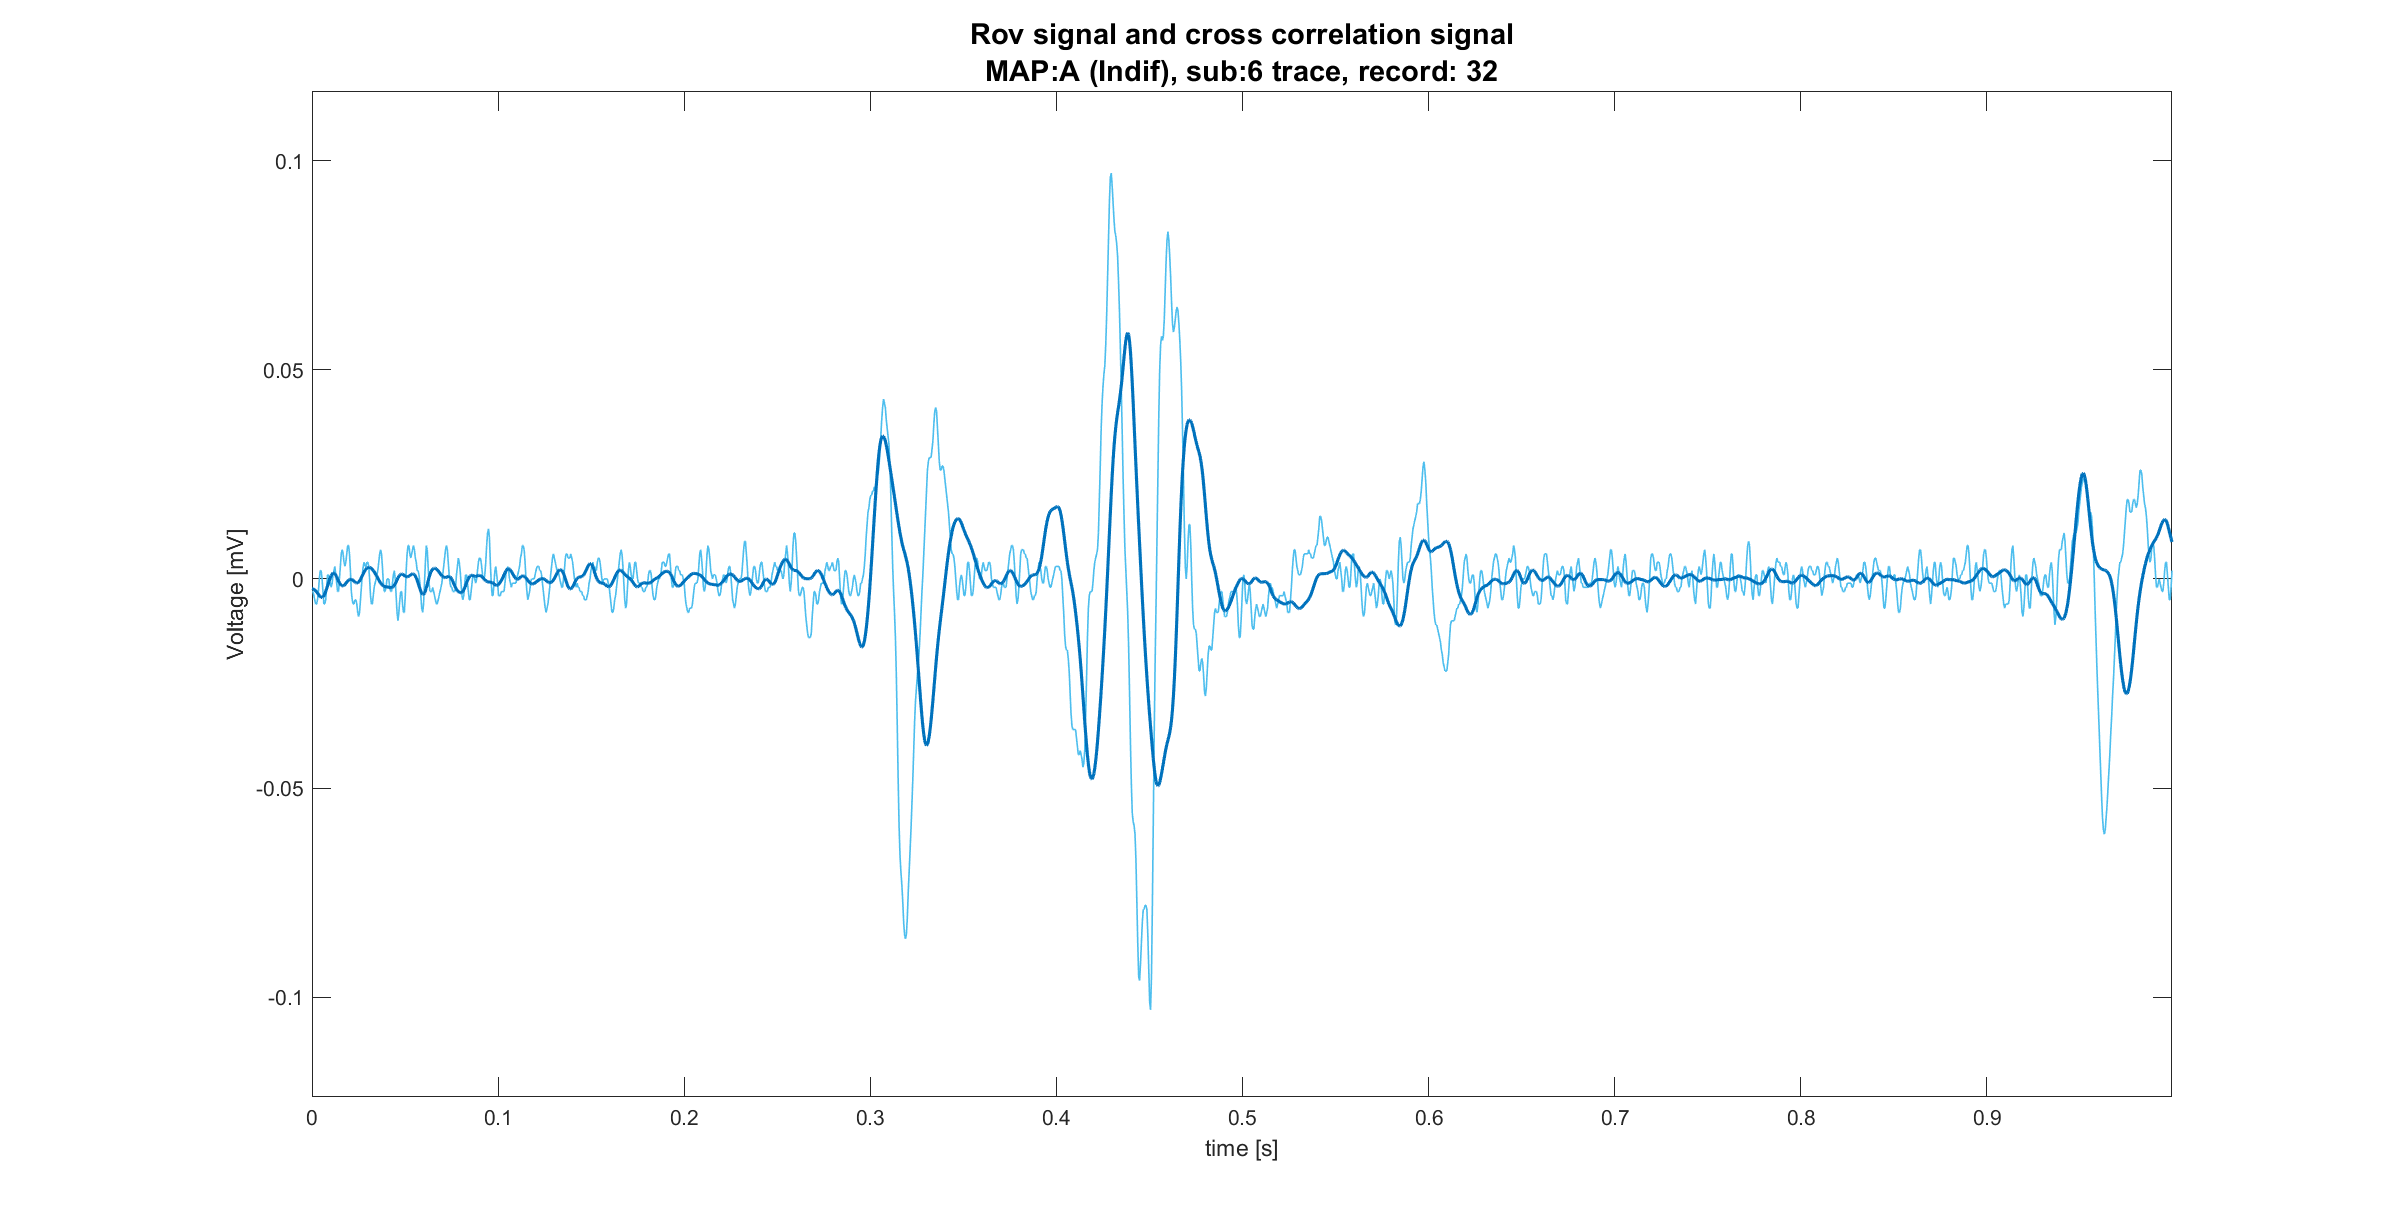 Rov signal and cross correlation signal
MAP:A (Indif), sub:6 trace, record: 32
0.1
0.05
0
-0.05
-0.1
Voltage [mV]
0 0.1 0.2 0.3 0.4 0.5 0.6 0.7 0.8 0.9
time [s]